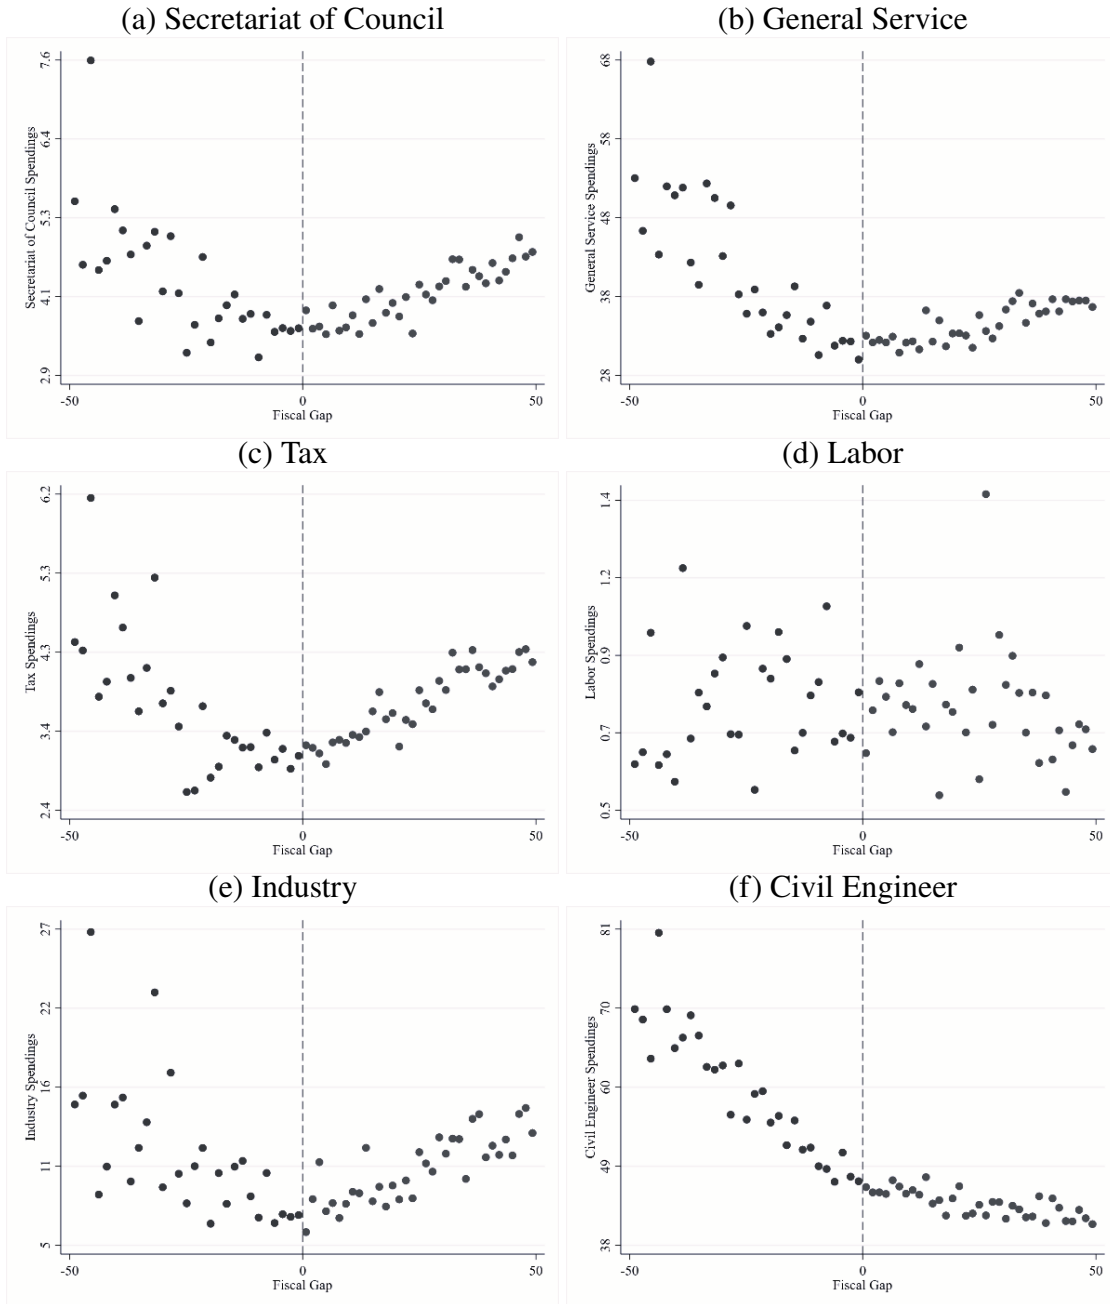 (a) Secretariat of Council
(b) General Service
7.6
6.4
5.3
4.1
2.9
Secretariat of Council Spendings
-50
0
50
Fiscal Gap
68
58
48
38
28
General Service Spendings
-50
0
50
Fiscal Gap
(c) Tax
(d) Labor
6.2
5.3
4.3
3.4
2.4
Tax Spendings
-50
0
50
Fiscal Gap
1.4
1.2
0.9
0.7
0.5
Labor Spendings
-50
0
50
Fiscal Gap
(e) Industry
(f) Civil Engineer
27
22
16
11
5
Industry Spendings
-50
0
50
Fiscal Gap
81
70
60
49
38
Civil Engineer Spendings
-50
0
50
Fiscal Gap